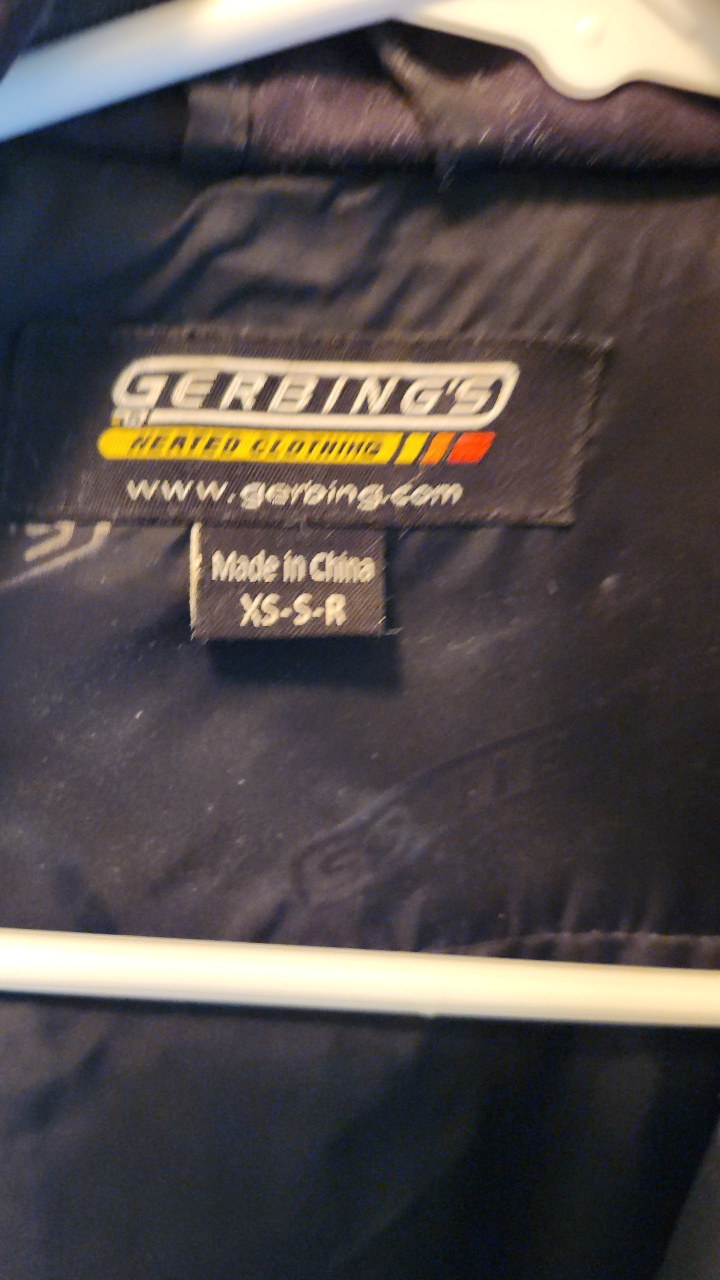 GERBING'S
HEATED CLOTHING
www.gerbing.com
Made in China
XS-S-R